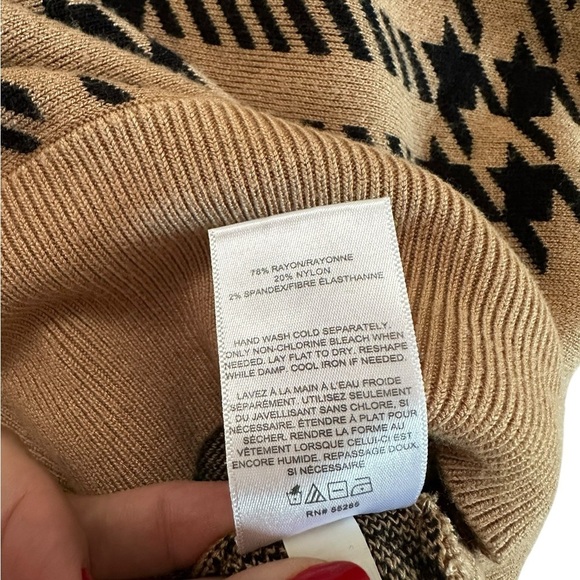 78% RAYON/RAYONNE
20% NYLON
2% SPANDEX/FIBRE ÉLASTHANNE
HAND WASH COLD SEPARATELY.
ONLY NON-CHLORINE BLEACH WHEN
NEEDED. LAY FLAT TO DRY. RESHAPE
WHILE DAMP. COOL IRON IF NEEDED.
LAVEZ À LA MAIN À L'EAU FROIDE
SÉPARÉMENT. UTILISEZ SEULEMENT
DU JAVELLISANT SANS CHLORE, SI
NÉCESSAIRE. ÉTENDRE À PLAT POUR
SÉCHER. RENDRE LA FORME AU
VÊTEMENT LORSQUE CELUI-CI EST
ENCORE HUMIDE. REPASSAGE DOUX,
SI NÉCESSAIRE
RN# 55285